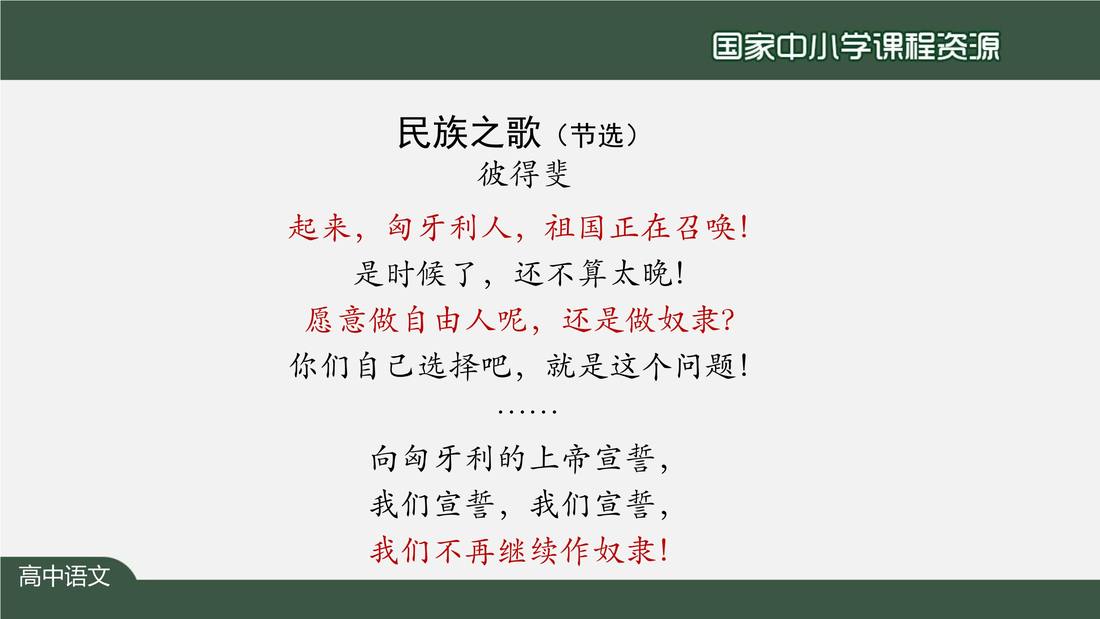 国家中小学课程资源
民族之歌（节选）
彼得斐
起来，匈牙利人，祖国正在召唤！
是时候了，还不算太晚！
愿意做自由人呢，还是做奴隶？
你们自己选择吧，就是这个问题！
……
向匈牙利的上帝宣誓，
我们宣誓，我们宣誓，
我们不再继续作奴隶！
高中语文